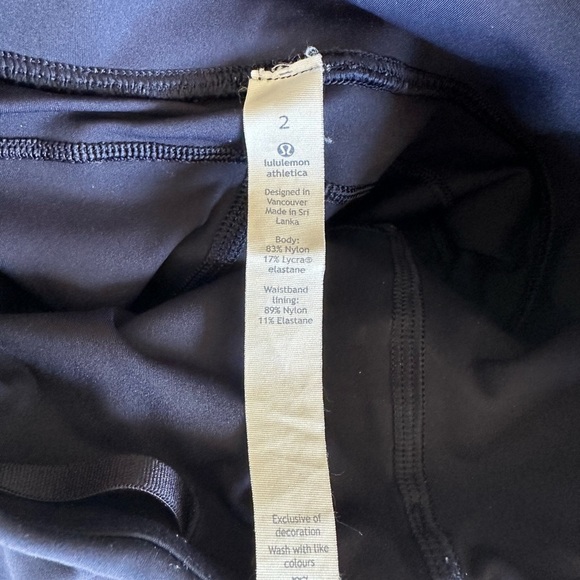 2
lululemon
athletica
Designed in
Vancouver
Made in Sri
Lanka
Body:
83% Nylon
17% Lycra®
elastane
Waistband
lining:
89% Nylon
11% Elastane
Exclusive of
decoration
Wash with like
colours